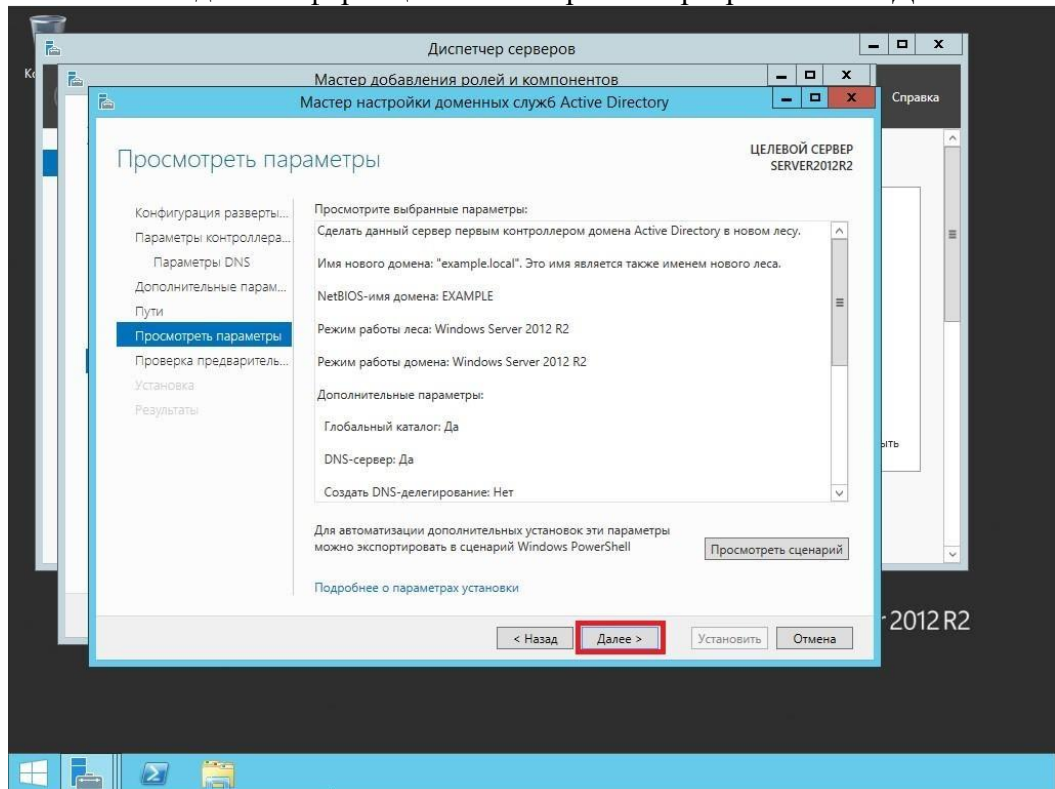 Диспетчер серверов
Мастер добавления ролей и компонентов
Мастер настройки доменных служб Active Directory
Справка
Просмотреть параметры
ЦЕЛЕВОЙ СЕРВЕР
SERVER2012R2
Конфигурация разверты...
Параметры контроллера...
Параметры DNS
Дополнительные парам...
Пути
Просмотреть параметры
Проверка предваритель...
Установка
Результаты
Просмотрите выбранные параметры:
Сделать данный сервер первым контроллером домена Active Directory в новом лесу.
Имя нового домена: "example.local". Это имя является также именем нового леса.
NetBIOS-имя домена: EXAMPLE
Режим работы леса: Windows Server 2012 R2
Режим работы домена: Windows Server 2012 R2
Дополнительные параметры:
Глобальный каталог: Да
DNS-сервер: Да
Создать DNS-делегирование: Нет
Для автоматизации дополнительных установок эти параметры
можно экспортировать в сценарий Windows PowerShell
Просмотреть сценарий
Подробнее о параметрах установки
< Назад
Далее >
Установить
Отмена
ыть
2012 R2